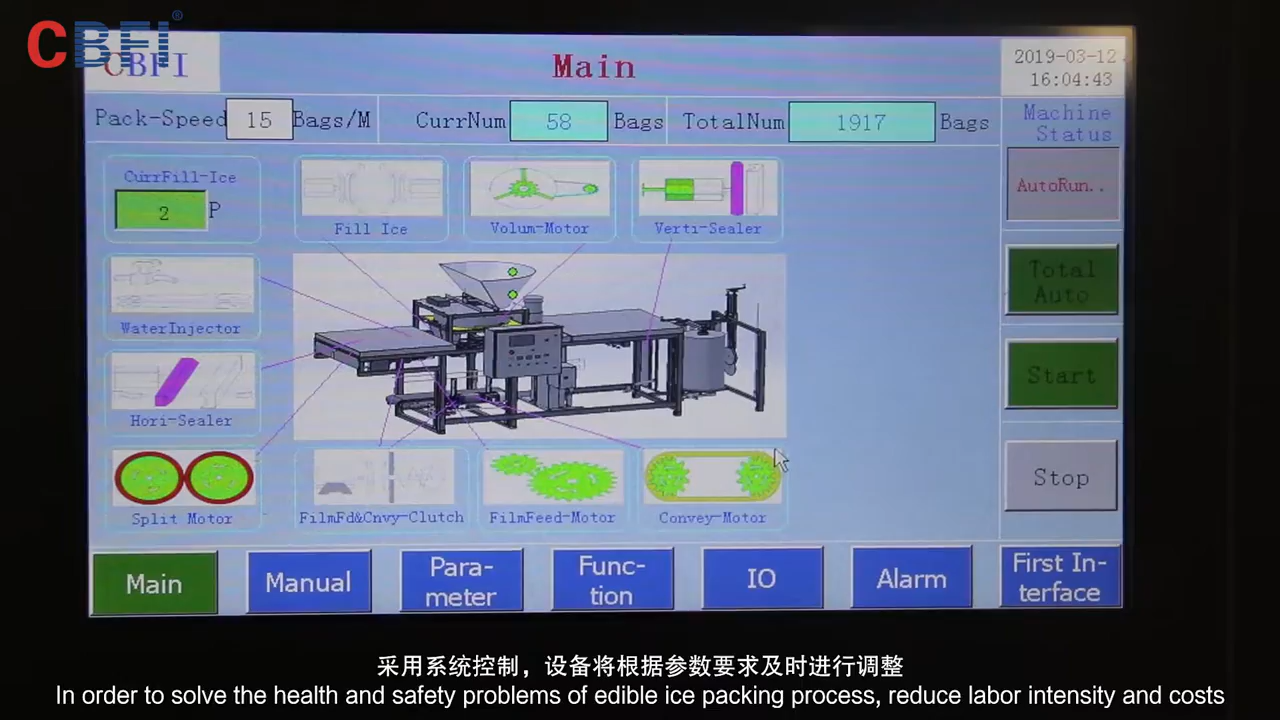 CBFI®
CBFI
Main
2019-03-12
16:04:43
Pack-Speed 15 Bags/M CurrNum 58 Bags TotalNum 1917 Bags
Machine
Status
CurrFill-Ice
2 P
Fill Ice
Volum-Motor
Verti-Sealer
AutoRun..
WaterInjector
Total
Auto
Hori-Sealer
Start
Split Motor
FilmFd&Cnvy-Clutch
FilmFeed-Motor
Convey-Motor
Stop
Main
Manual
Para-
meter
Func-
tion
IO
Alarm
First In-
terface
采用系统控制，设备将根据参数要求及时进行调整
In order to solve the health and safety problems of edible ice packing process, reduce labor intensity and costs